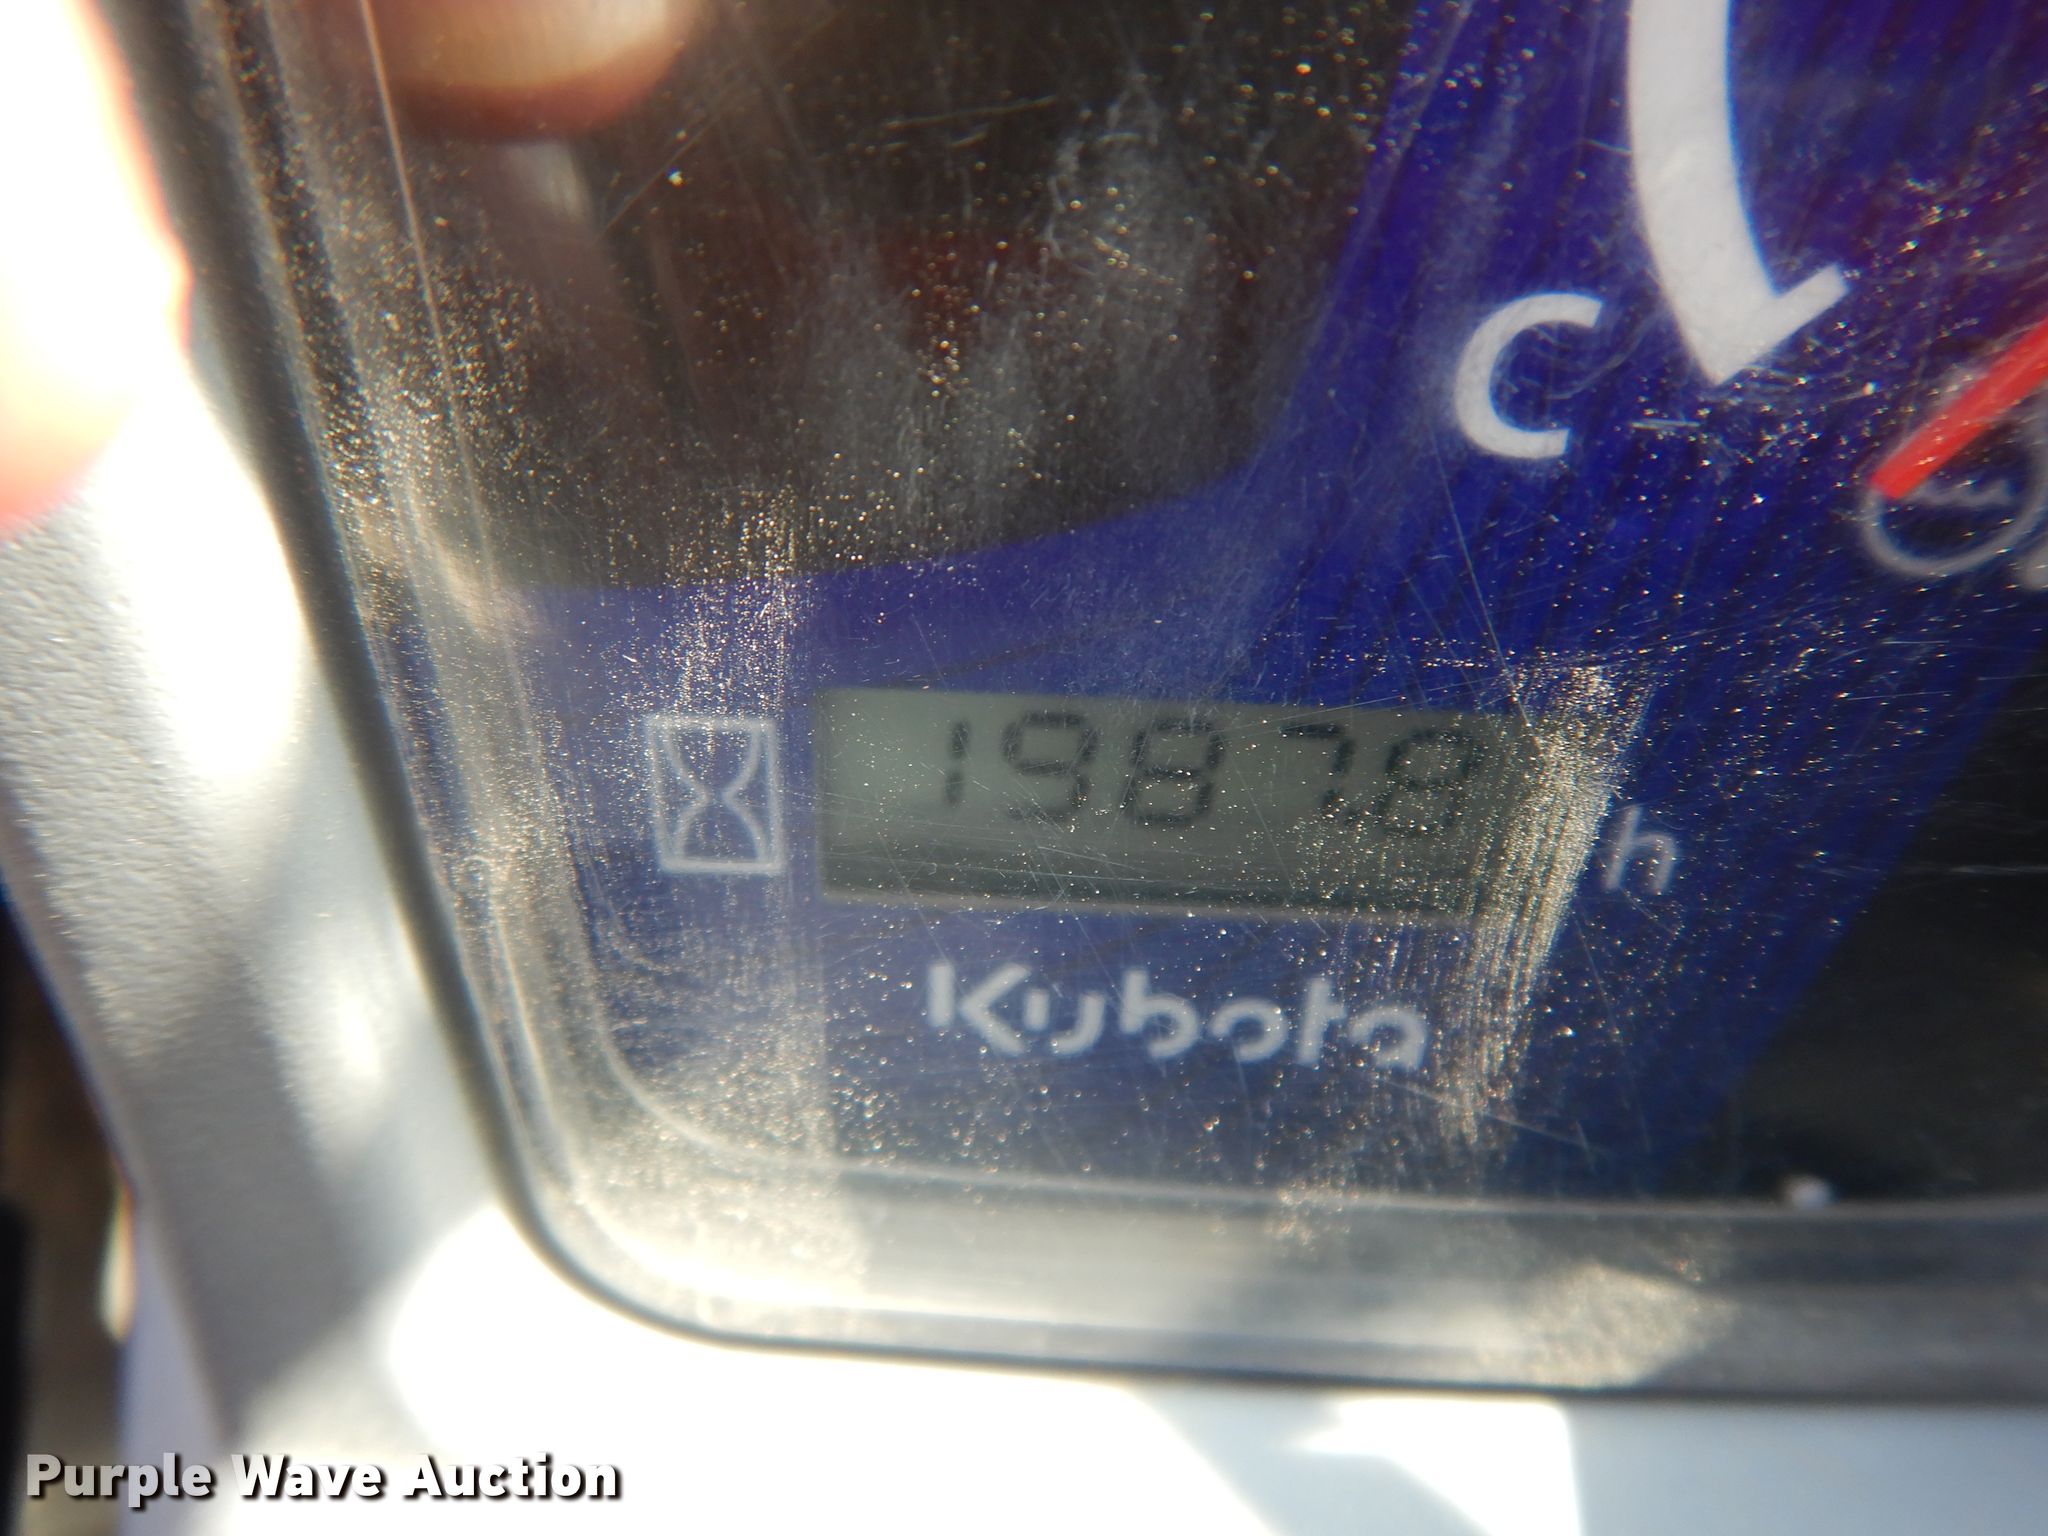 C
1987.8 h
Kubota
Purple Wave Auction